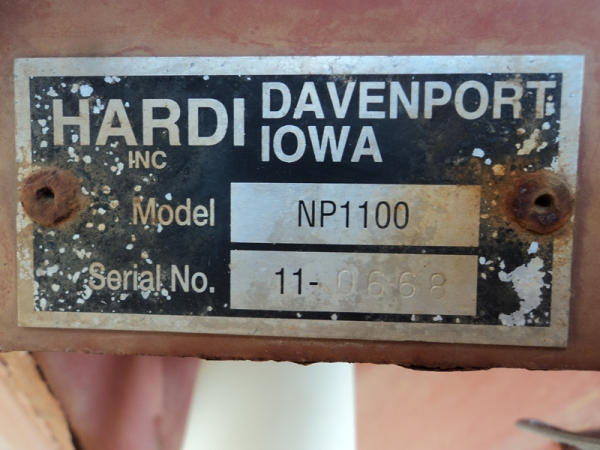 HARDI INC
DAVENPORT
IOWA
Model NP1100
Serial No. 11-0668